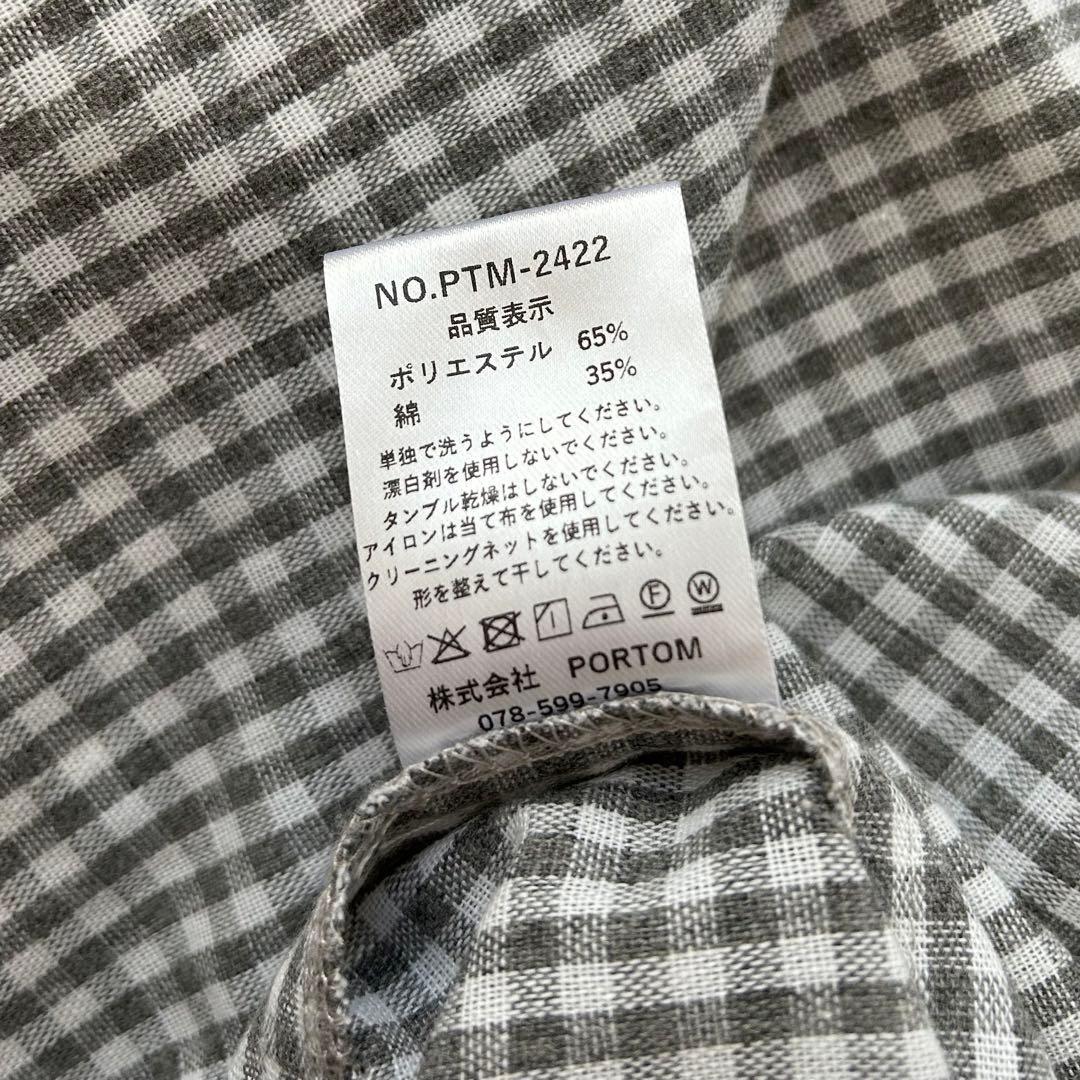 NO.PTM-2422
品質表示
ポリエステル 65%
綿 35%
単独で洗うようにしてください。
漂白剤を使用しないでください。
タンブル乾燥はしないでください。
アイロンは当て布を使用してください。
クリーニングネットを使用してください。
形を整えて干してください。
F W
株式会社 PORTOM
078-599-7905